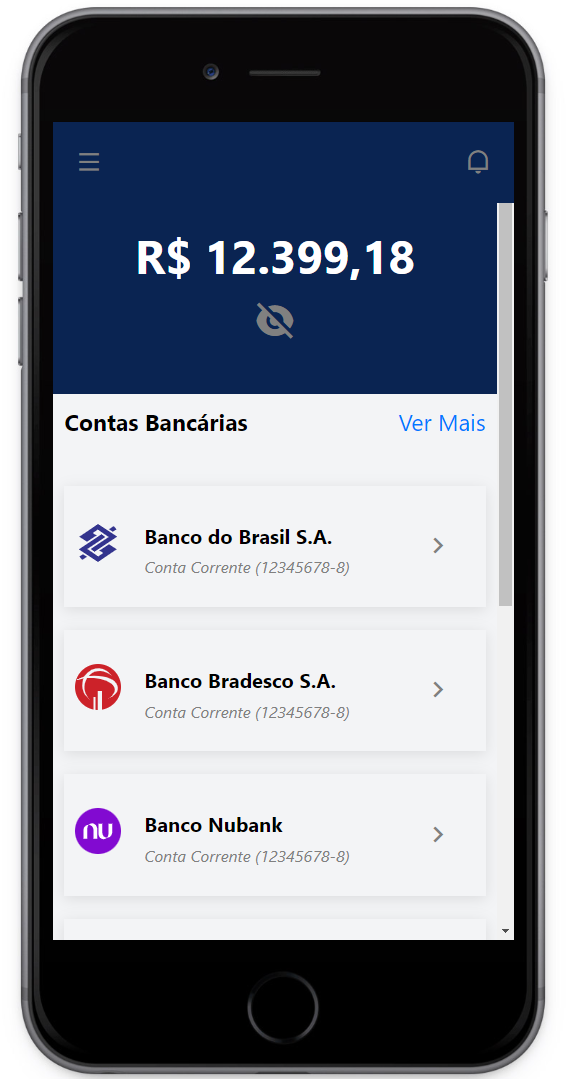 R$ 12.399,18
Contas Bancárias
Ver Mais
Banco do Brasil S.A.
Conta Corrente (12345678-8)
Banco Bradesco S.A.
Conta Corrente (12345678-8)
nu
Banco Nubank
Conta Corrente (12345678-8)